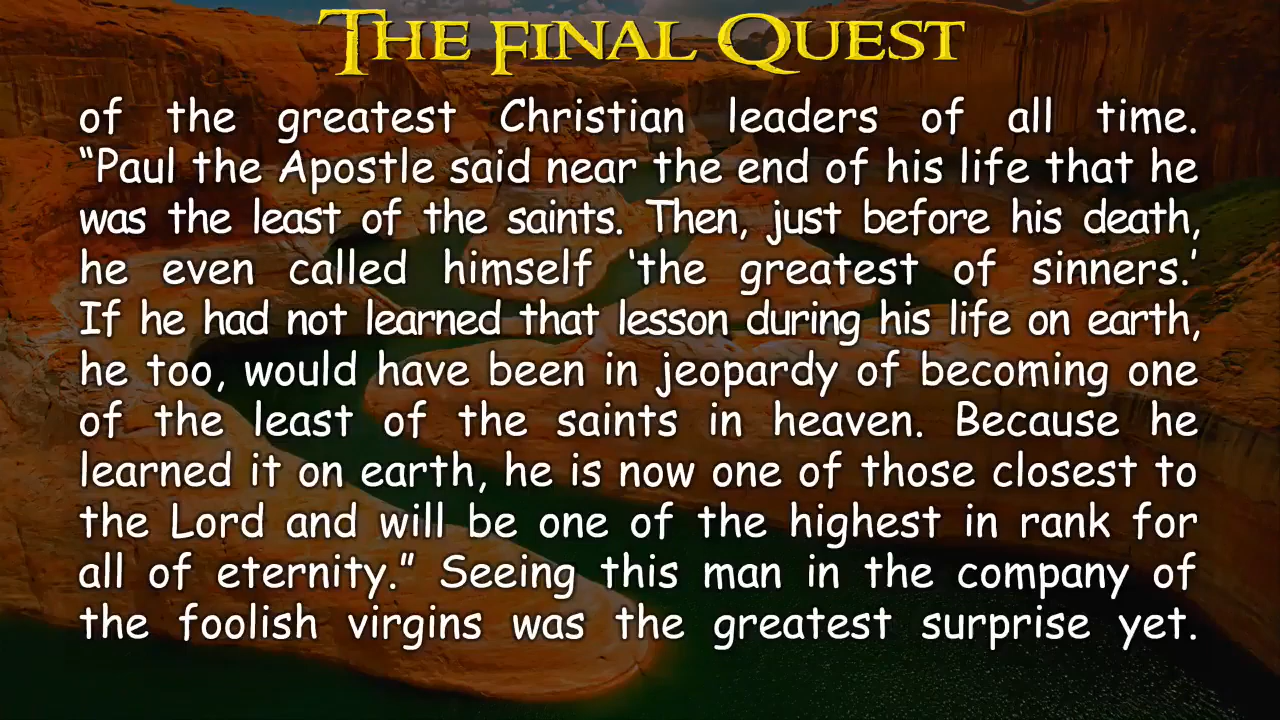 The Final Quest
of the greatest Christian leaders of all time.
“Paul the Apostle said near the end of his life that he
was the least of the saints. Then, just before his death,
he even called himself ‘the greatest of sinners.’
If he had not learned that lesson during his life on earth,
he too, would have been in jeopardy of becoming one
of the least of the saints in heaven. Because he
learned it on earth, he is now one of those closest to
the Lord and will be one of the highest in rank for
all of eternity.” Seeing this man in the company of
the foolish virgins was the greatest surprise yet.